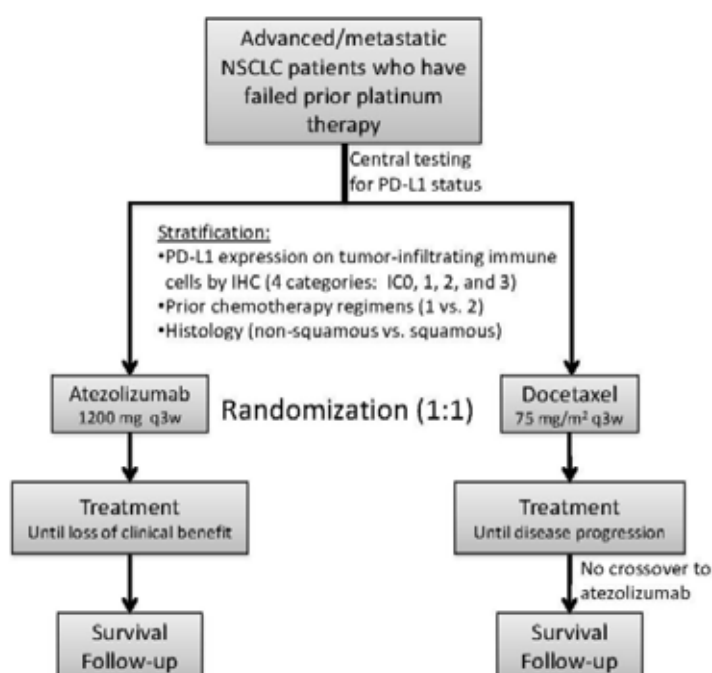 Advanced/metastatic
NSCLC patients who have
failed prior platinum
therapy
Central testing
for PD-L1 status
Stratification:
•PD-L1 expression on tumor-infiltrating immune
cells by IHC (4 categories:  IC0, 1, 2, and 3)
•Prior chemotherapy regimens (1 vs. 2)
•Histology (non-squamous vs. squamous)
Atezolizumab
1200 mg q3w
Randomization (1:1)
Docetaxel
75 mg/m² q3w
Treatment
Until loss of clinical benefit
Treatment
Until disease progression
No crossover to
atezolizumab
Survival
Follow-up
Survival
Follow-up